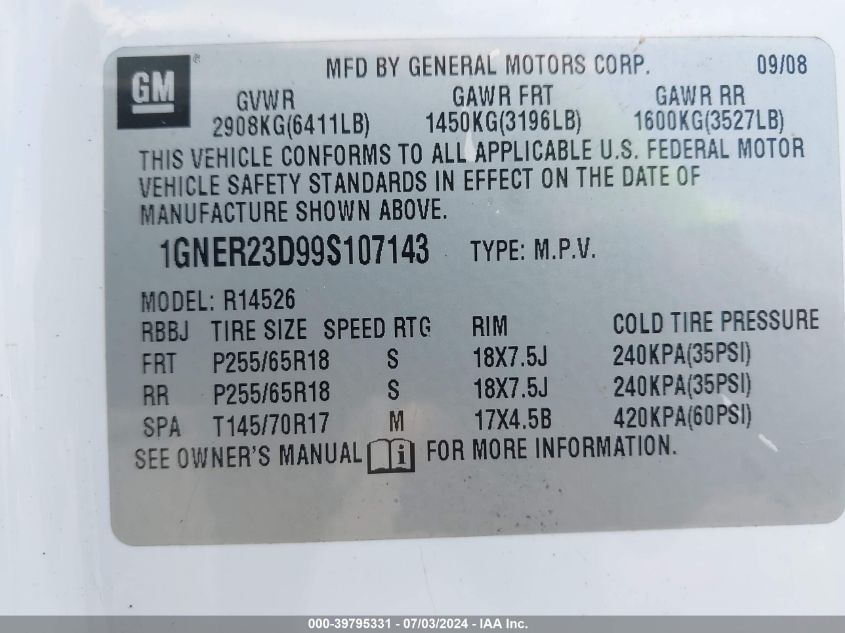 GM ® MFD BY GENERAL MOTORS CORP. 09/08
GVWR GAWR FRT GAWR RR
2908KG(6411LB) 1450KG(3196LB) 1600KG(3527LB)
THIS VEHICLE CONFORMS TO ALL APPLICABLE U.S. FEDERAL MOTOR
VEHICLE SAFETY STANDARDS IN EFFECT ON THE DATE OF
MANUFACTURE SHOWN ABOVE.
1GNER23D99S107143 TYPE: M.P.V.
MODEL: R14526
RBBJ TIRE SIZE SPEED RTG RIM COLD TIRE PRESSURE
FRT P255/65R18 S 18X7.5J 240KPA(35PSI)
RR P255/65R18 S 18X7.5J 240KPA(35PSI)
SPA T145/70R17 M 17X4.5B 420KPA(60PSI)
SEE OWNER'S MANUAL i FOR MORE INFORMATION.
000-39795331 - 07/03/2024 - IAA Inc.